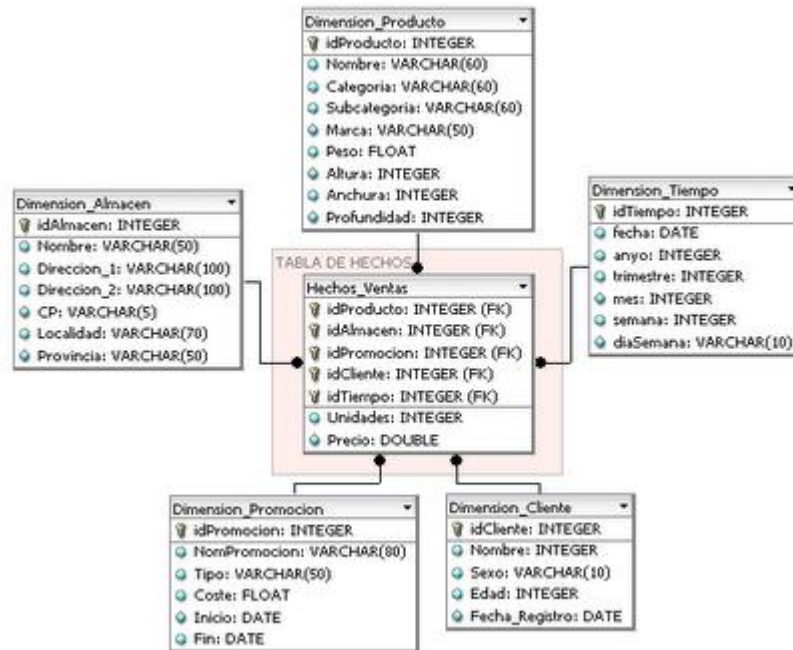 Dimension_Producto
idProducto: INTEGER
Nombre: VARCHAR(60)
Categoria: VARCHAR(60)
Subcategoria: VARCHAR(60)
Marca: VARCHAR(50)
Peso: FLOAT
Altura: INTEGER
Anchura: INTEGER
Profundidad: INTEGER
Dimension_Almacen
idAlmacen: INTEGER
Nombre: VARCHAR(50)
Direccion_1: VARCHAR(100)
Direccion_2: VARCHAR(100)
CP: VARCHAR(5)
Localidad: VARCHAR(70)
Provincia: VARCHAR(50)
Dimension_Tiempo
idTiempo: INTEGER
fecha: DATE
anyo: INTEGER
trimestre: INTEGER
mes: INTEGER
semana: INTEGER
diaSemana: VARCHAR(10)
TABLA DE HECHOS
Hechos_Ventas
idProducto: INTEGER (FK)
idAlmacen: INTEGER (FK)
idPromocion: INTEGER (FK)
idCliente: INTEGER (FK)
idTiempo: INTEGER (FK)
Unidades: INTEGER
Precio: DOUBLE
Dimension_Promocion
idPromocion: INTEGER
NomPromocion: VARCHAR(80)
Tipo: VARCHAR(50)
Coste: FLOAT
Inicio: DATE
Fin: DATE
Dimension_Cliente
idCliente: INTEGER
Nombre: INTEGER
Sexo: VARCHAR(10)
Edad: INTEGER
Fecha_Registro: DATE